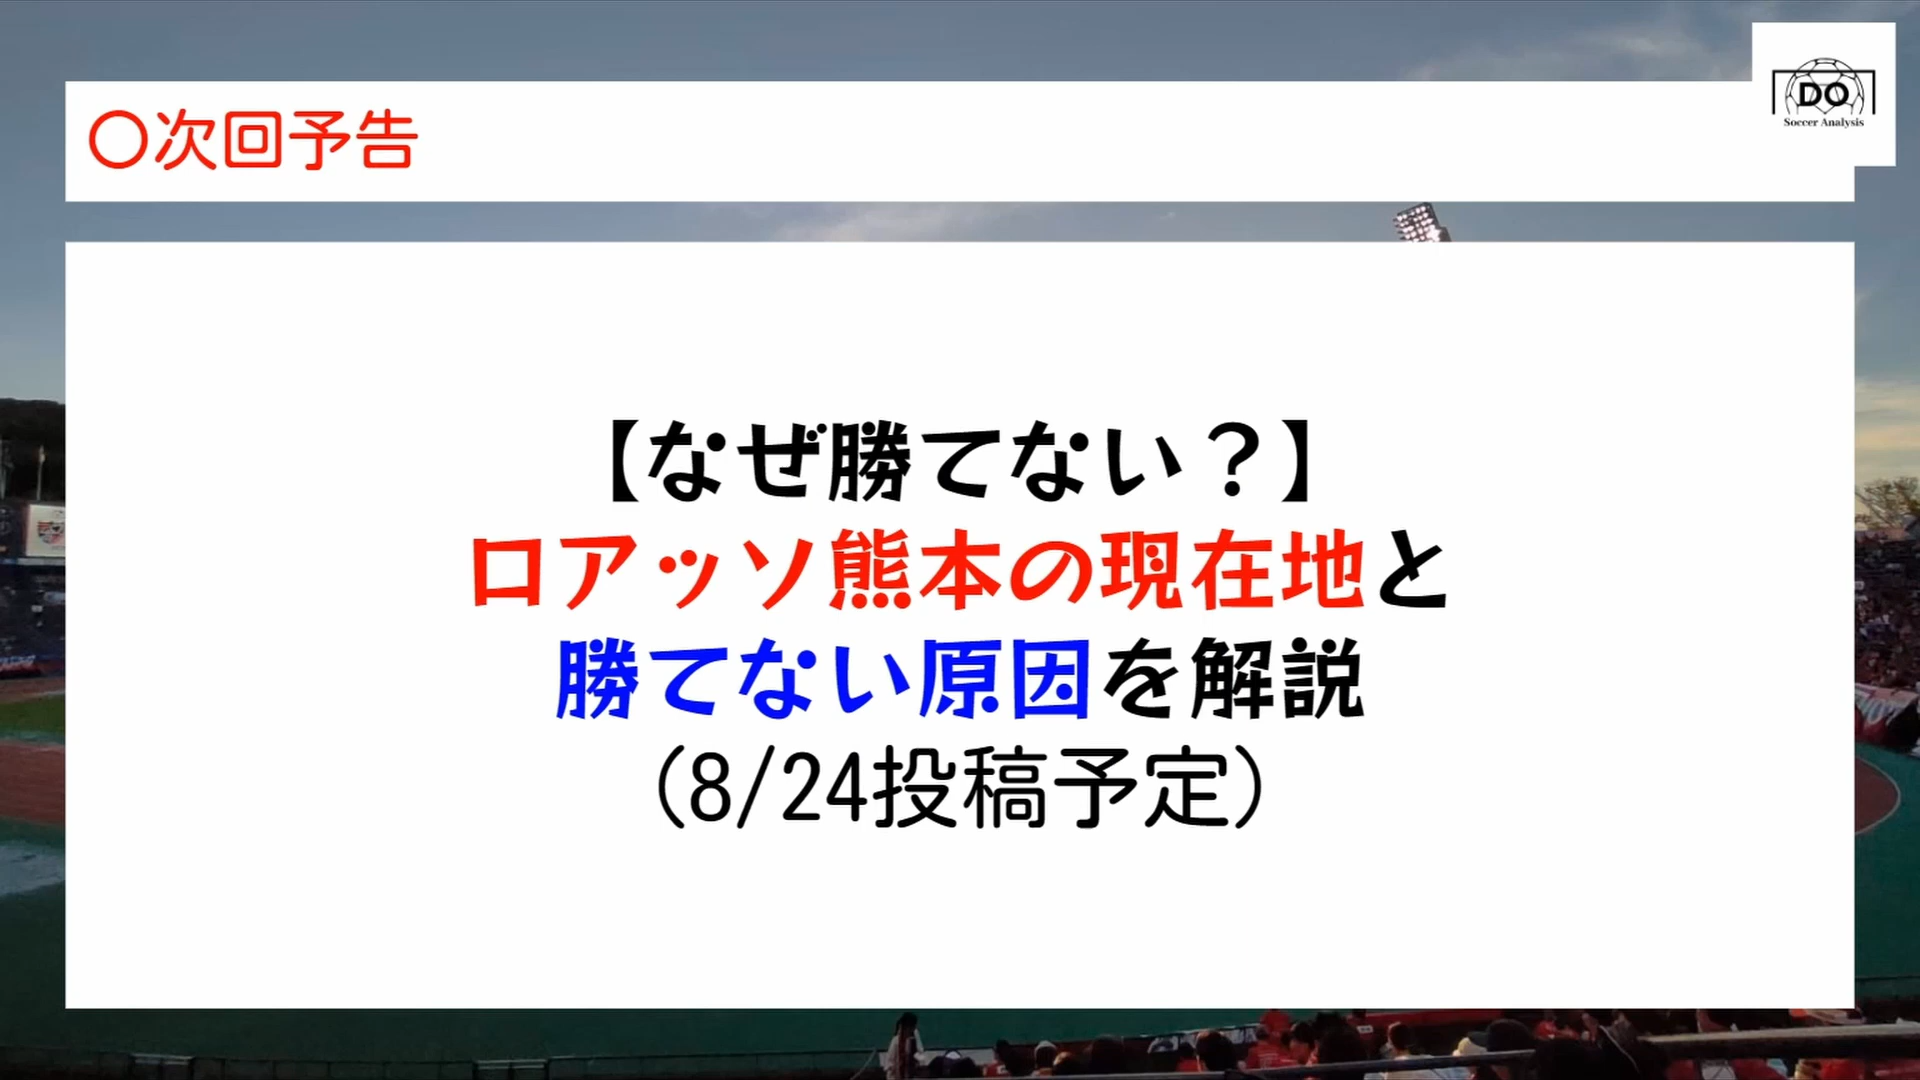 DO
Soccer Analysis
〇次回予告
【なぜ勝てない？】
ロアッソ熊本の現在地と
勝てない原因を解説
（8/24投稿予定）